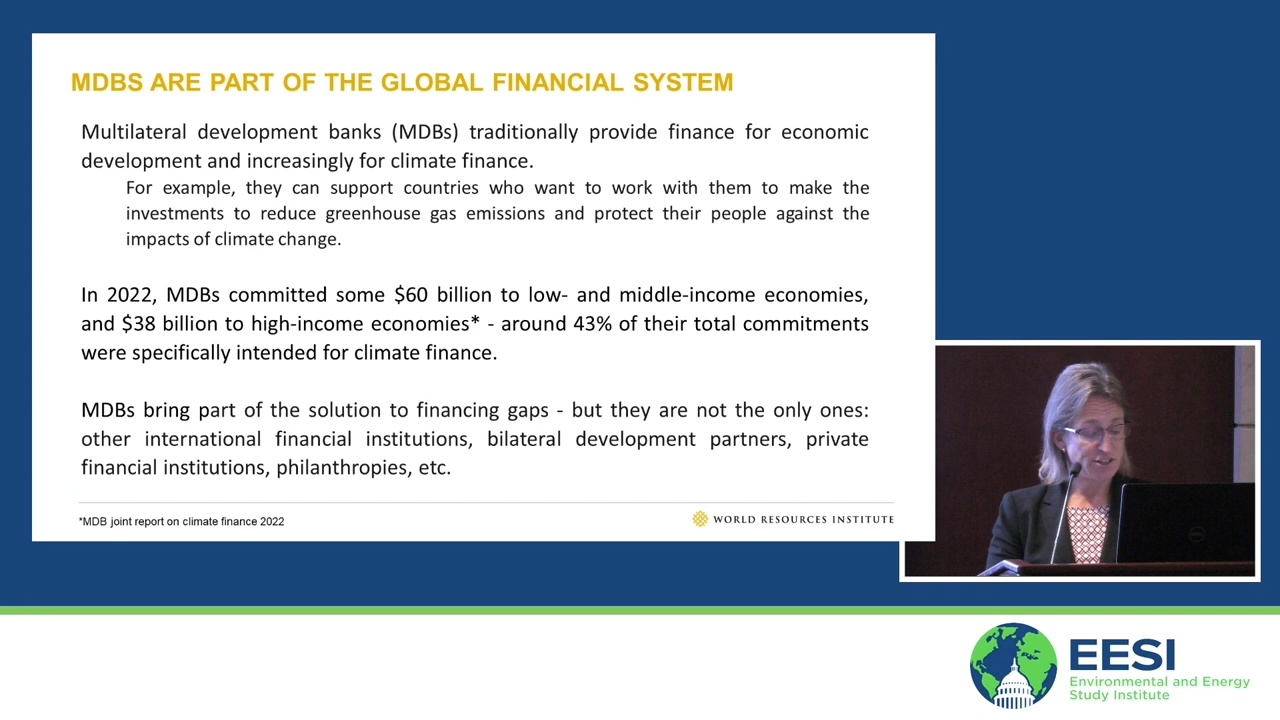 MDBS ARE PART OF THE GLOBAL FINANCIAL SYSTEM
Multilateral development banks (MDBs) traditionally provide finance for economic
development and increasingly for climate finance.
For example, they can support countries who want to work with them to make the
investments to reduce greenhouse gas emissions and protect their people against the
impacts of climate change.
In 2022, MDBs committed some $60 billion to low- and middle-income economies,
and $38 billion to high-income economies* - around 43% of their total commitments
were specifically intended for climate finance.
MDBs bring part of the solution to financing gaps - but they are not the only ones:
other international financial institutions, bilateral development partners, private
financial institutions, philanthropies, etc.
*MDB joint report on climate finance 2022
WORLD RESOURCES INSTITUTE
EESI
Environmental and Energy
Study Institute